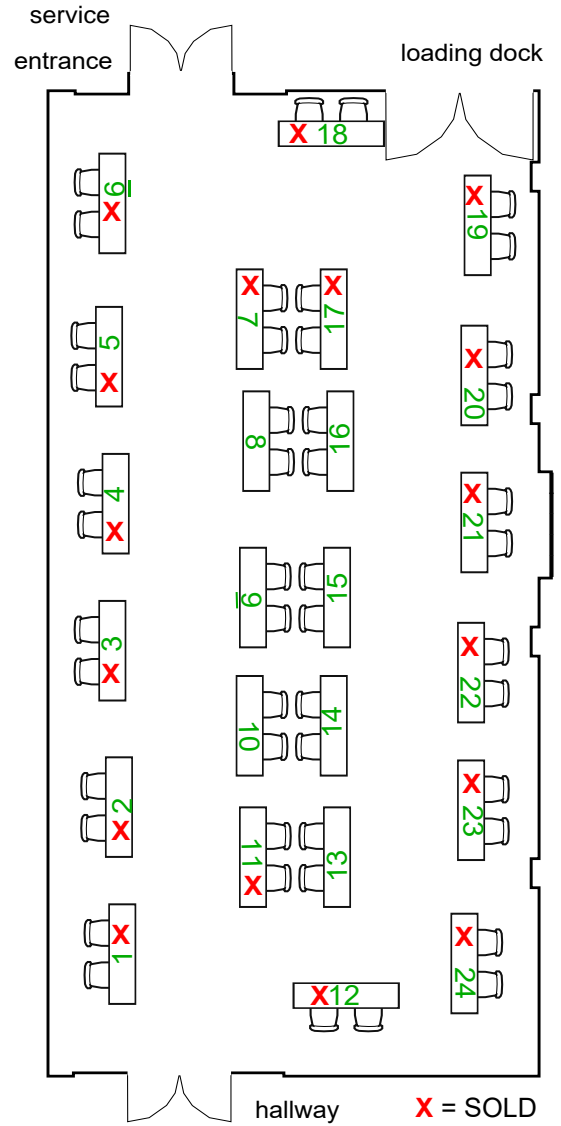 service
entrance
loading dock
X 18
6 X
X 19
X 7
X 17
5 X
X 20
8
16
4 X
X 21
9
15
3 X
X 22
10
14
2 X
X 23
11 X
13
X 1
X 24
X 12
hallway
X = SOLD